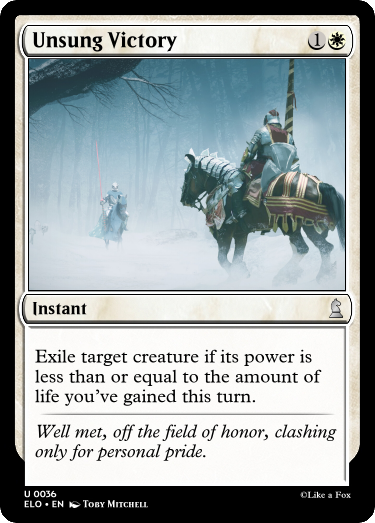 Unsung Victory 1
Instant
Exile target creature if its power is
less than or equal to the amount of
life you've gained this turn.
Well met, off the field of honor, clashing
only for personal pride.
U 0036
ELO • EN Toby Mitchell
©Like a Fox